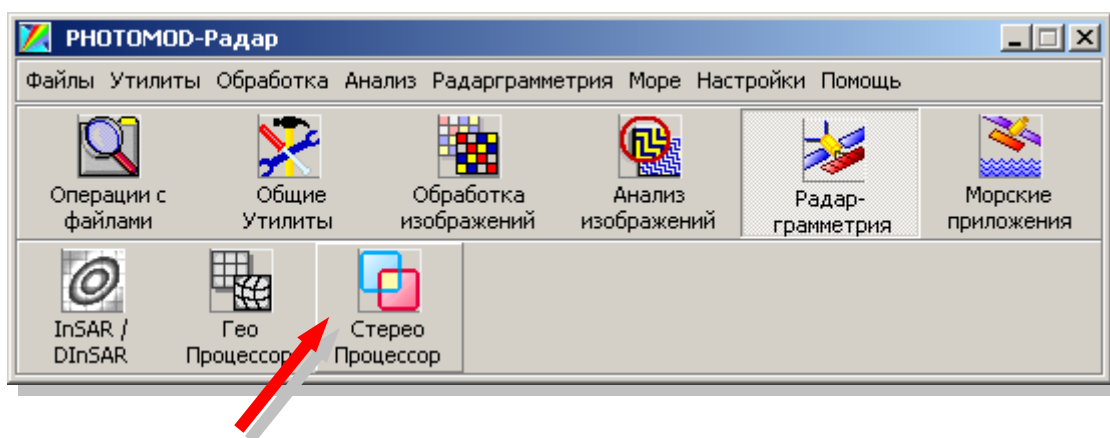 PHOTOMOD-Радар
Файлы Утилиты Обработка Анализ Радарграмметрия Море Настройки Помощь
Операции с
файлами
Общие
Утилиты
Обработка
изображений
Анализ
изображений
Радар-
грамметрия
Морские
приложения
InSAR /
DInSAR
Гео
Процессор
Стерео
Процессор